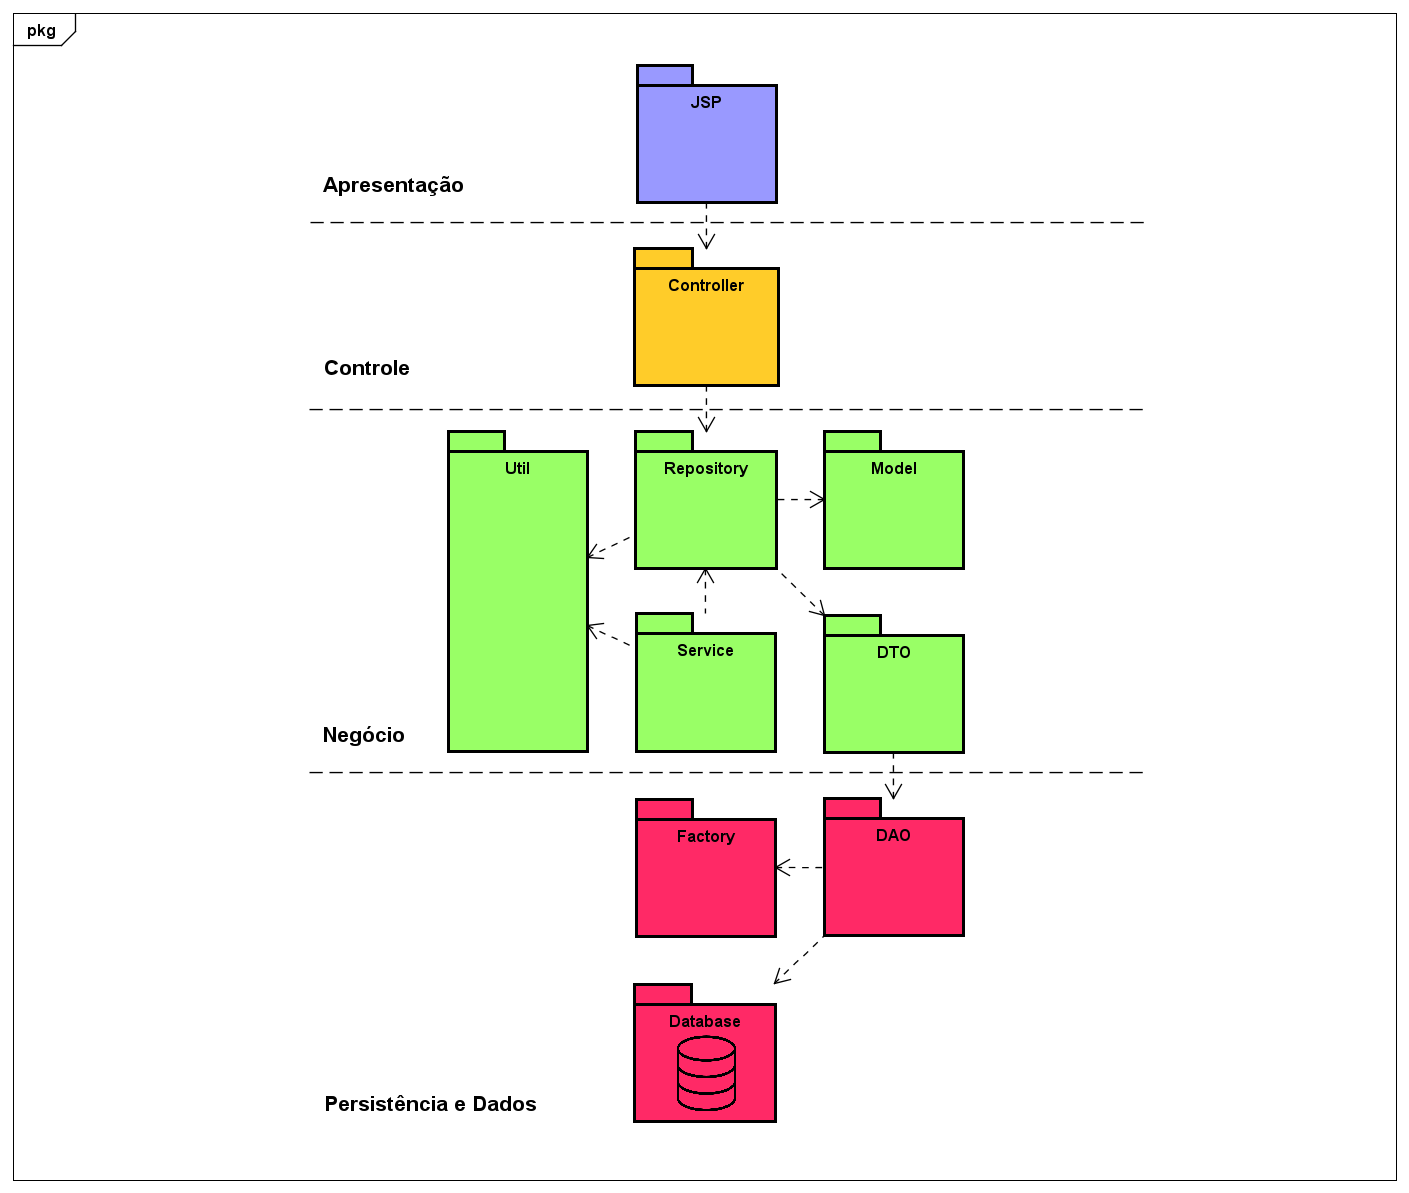 pkg
JSP
Apresentação
Controller
Controle
Util
Repository
Model
Service
DTO
Negócio
Factory
DAO
Database
Persistência e Dados